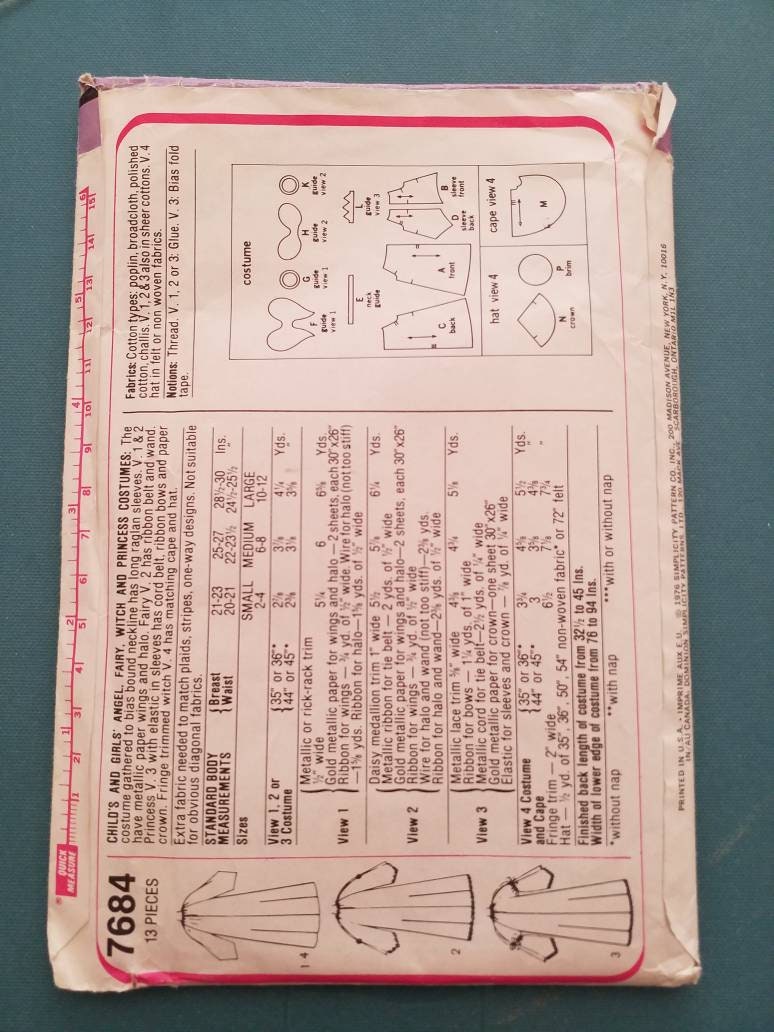 QUICK
MEASURE
7684
13 PIECES
CHILD'S AND GIRLS' ANGEL, FAIRY, WITCH AND PRINCESS COSTUMES: The
costume gathered to bias bound neckline has long raglan sleeves. V. 1 & 2
have metallic paper wings and halo. Fairy V. 2 has ribbon belt and wand.
Princess V. 3 with elastic in sleeves has cord belt, ribbon bows and paper
crown. Fringe trimmed witch V. 4 has matching cape and hat.
Extra fabric needed to match plaids, stripes, one-way designs. Not suitable
for obvious diagonal fabrics.
STANDARD BODY MEASUREMENTS
Breast 21-23 25-27 28½-30 Ins.
Waist 20-21 22-23½ 24½-25½ "
Sizes SMALL MEDIUM LARGE
2-4 6-8 10-12
View 1, 2 or 3 Costume
35" or 36"** 2⅞ 3⅞ 4¼ Yds.
44" or 45"** 2⅝ 3⅛ 3⅝ "
View 1
Metallic or rick-rack trim
½" wide 5¼ 6 6⅝ Yds.
Gold metallic paper for wings and halo — 2 sheets, each 30"x26"
Ribbon for wings — ¾ yd. of ½" wide. Wire for halo (not too stiff)
—1⅜ yds. Ribbon for halo—1⅝ yds. of ½" wide
View 2
Daisy medallion trim 1" wide 5½ 5⅞ 6¼ Yds.
Metallic ribbon for tie belt — 2 yds. of ½" wide
Gold metallic paper for wings and halo—2 sheets, each 30"x26"
Ribbon for wings — ¾ yd. of ½" wide
Wire for halo and wand (not too stiff)—2⅜ yds.
Ribbon for halo and wand—2⅝ yds. of ½" wide
View 3
Metallic lace trim ⅝" wide 4⅜ 4¾ 5⅛ Yds.
Ribbon for bows — 1¼ yds. of 1" wide
Metallic cord for tie belt—2½ yds. of ¼" wide
Gold metallic paper for crown—one sheet 30"x26"
Elastic for sleeves and crown — ⅞ yd. of ¼" wide
View 4 Costume and Cape
35" or 36"** 3¾ 4⅝ 5½ Yds.
44" or 45"** 3 3⅝ 4⅜ "
Fringe trim — 2" wide 6½ 7⅛ 7¾
Hat — ½ yd. of 35", 36", 50", 54" non-woven fabric* or 72" felt
Finished back length of costume from 32½ to 45 Ins.
Width of lower edge of costume from 76 to 94 Ins.
*without nap **with nap ***with or without nap
Fabrics: Cotton types: poplin, broadcloth, polished
cotton, challis. V. 1, 2 & 3 also in sheer cottons. V. 4
hat in felt or non woven fabrics.
Notions: Thread. V. 1, 2 or 3: Glue. V. 3: Bias fold
tape.
costume
F guide view 1
G guide view 1
H guide view 2
K guide view 2
E neck guide
L guide view 3
C back
A front
D sleeve back
B sleeve front
hat view 4
N crown
P brim
cape view 4
M
1-4
2
3
PRINTED IN U.S.A. • IMPRIME AUX E.U. © 1976 SIMPLICITY PATTERN CO. INC., 200 MADISON AVENUE, NEW YORK, N.Y. 10016
IN/AU CANADA, DOMINION SIMPLICITY PATTERNS LTD. 120 MACK AVE SCARBOROUGH, ONTARIO M1L 1N3